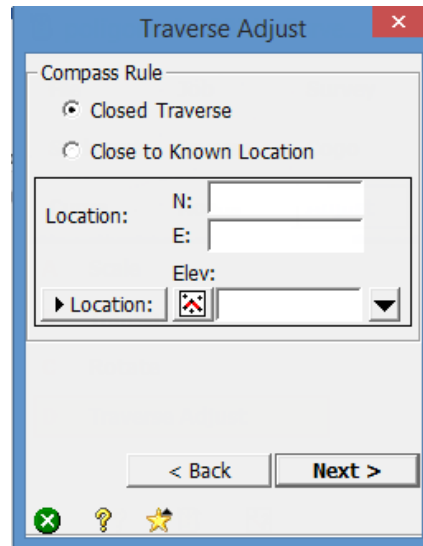 Traverse Adjust
Compass Rule
Closed Traverse
Close to Known Location
Location:
N:
E:
Elev:
Location:
< Back
Next >